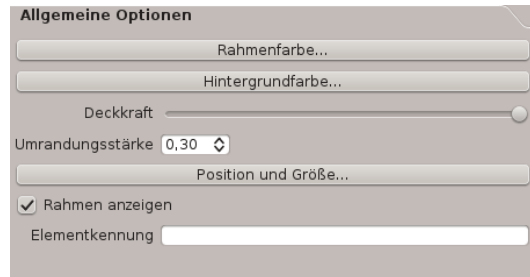 Allgemeine Optionen
Rahmenfarbe...
Hintergrundfarbe...
Deckkraft
Umrandungsstärke 0,30
Position und Größe...
Rahmen anzeigen
Elementkennung